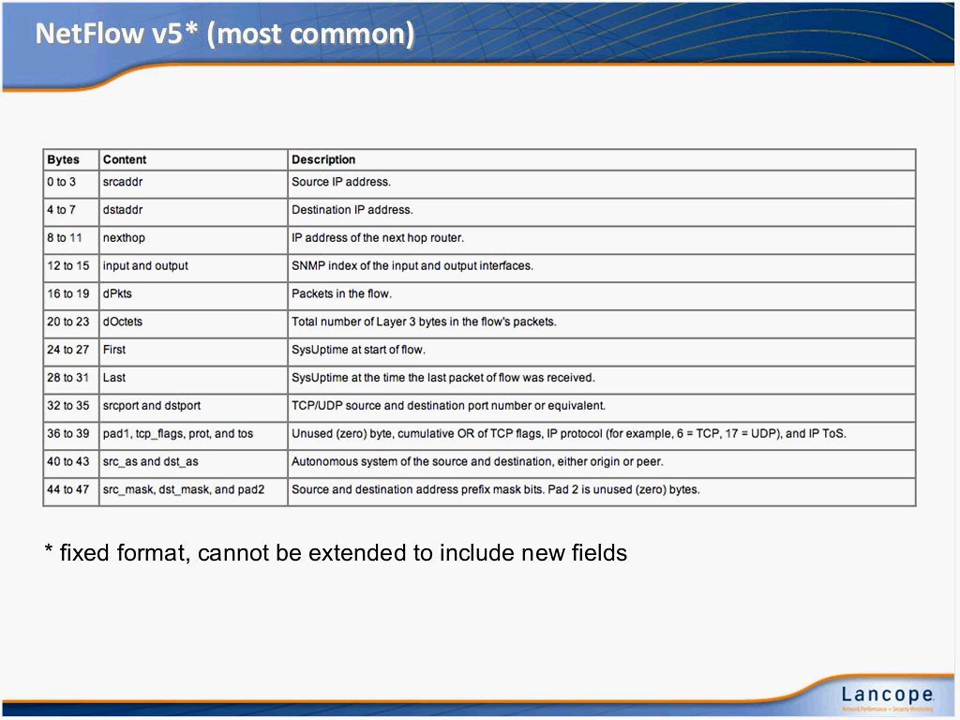 NetFlow v5* (most common)
Bytes Content Description
0 to 3 srcaddr Source IP address.
4 to 7 dstaddr Destination IP address.
8 to 11 nexthop IP address of the next hop router.
12 to 15 input and output SNMP index of the input and output interfaces.
16 to 19 dPkts Packets in the flow.
20 to 23 dOctets Total number of Layer 3 bytes in the flow's packets.
24 to 27 First SysUptime at start of flow.
28 to 31 Last SysUptime at the time the last packet of flow was received.
32 to 35 srcport and dstport TCP/UDP source and destination port number or equivalent.
36 to 39 pad1, tcp_flags, prot, and tos Unused (zero) byte, cumulative OR of TCP flags, IP protocol (for example, 6 = TCP, 17 = UDP), and IP ToS.
40 to 43 src_as and dst_as Autonomous system of the source and destination, either origin or peer.
44 to 47 src_mask, dst_mask, and pad2 Source and destination address prefix mask bits. Pad 2 is unused (zero) bytes.
* fixed format, cannot be extended to include new fields
Lancope
Network Performance + Security Monitoring